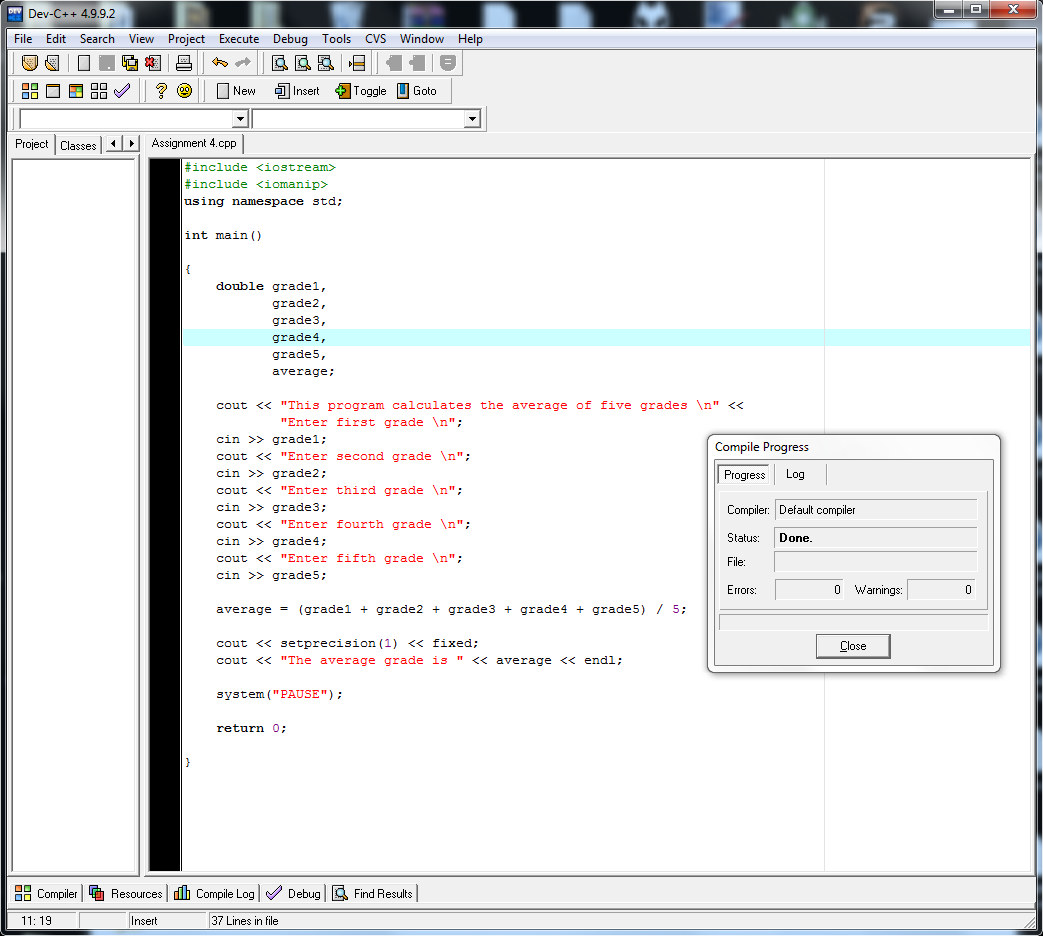 Dev-C++ 4.9.9.2
File Edit Search View Project Execute Debug Tools CVS Window Help
New Insert Toggle Goto
Project Classes Assignment 4.cpp
#include <iostream>
#include <iomanip>
using namespace std;
int main()
{
double grade1,
grade2,
grade3,
grade4,
grade5,
average;
cout << "This program calculates the average of five grades \n" <<
"Enter first grade \n";
cin >> grade1;
cout << "Enter second grade \n";
cin >> grade2;
cout << "Enter third grade \n";
cin >> grade3;
cout << "Enter fourth grade \n";
cin >> grade4;
cout << "Enter fifth grade \n";
cin >> grade5;
average = (grade1 + grade2 + grade3 + grade4 + grade5) / 5;
cout << setprecision(1) << fixed;
cout << "The average grade is " << average << endl;
system("PAUSE");
return 0;
}
Compile Progress
Progress Log
Compiler: Default compiler
Status: Done.
File:
Errors: 0 Warnings: 0
Close
Compiler Resources Compile Log Debug Find Results
11: 19 Insert 37 Lines in file